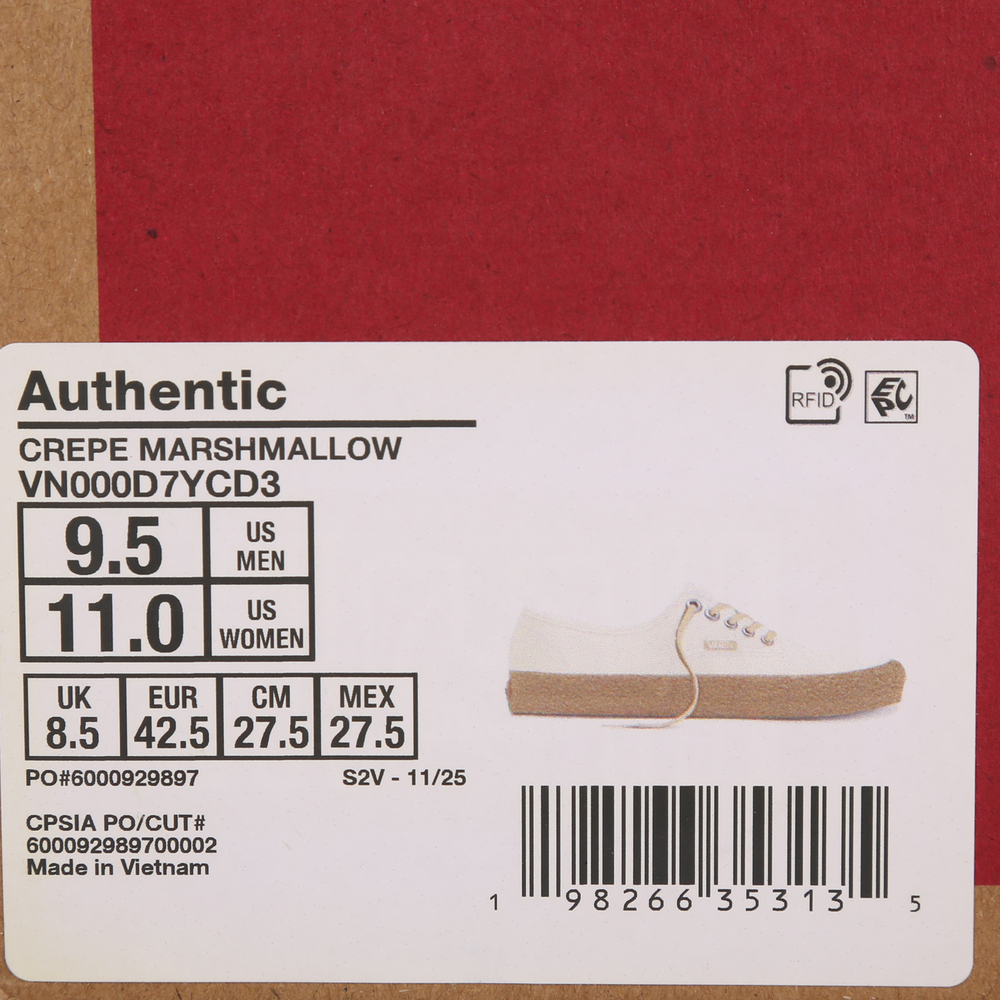 Authentic
RFID
EPC
TM
CREPE MARSHMALLOW
VN000D7YCD3
9.5 US MEN
11.0 US WOMEN
UK EUR CM MEX
8.5 42.5 27.5 27.5
PO#6000929897 S2V - 11/25
CPSIA PO/CUT#
600092989700002
Made in Vietnam
1 98266 35313 5